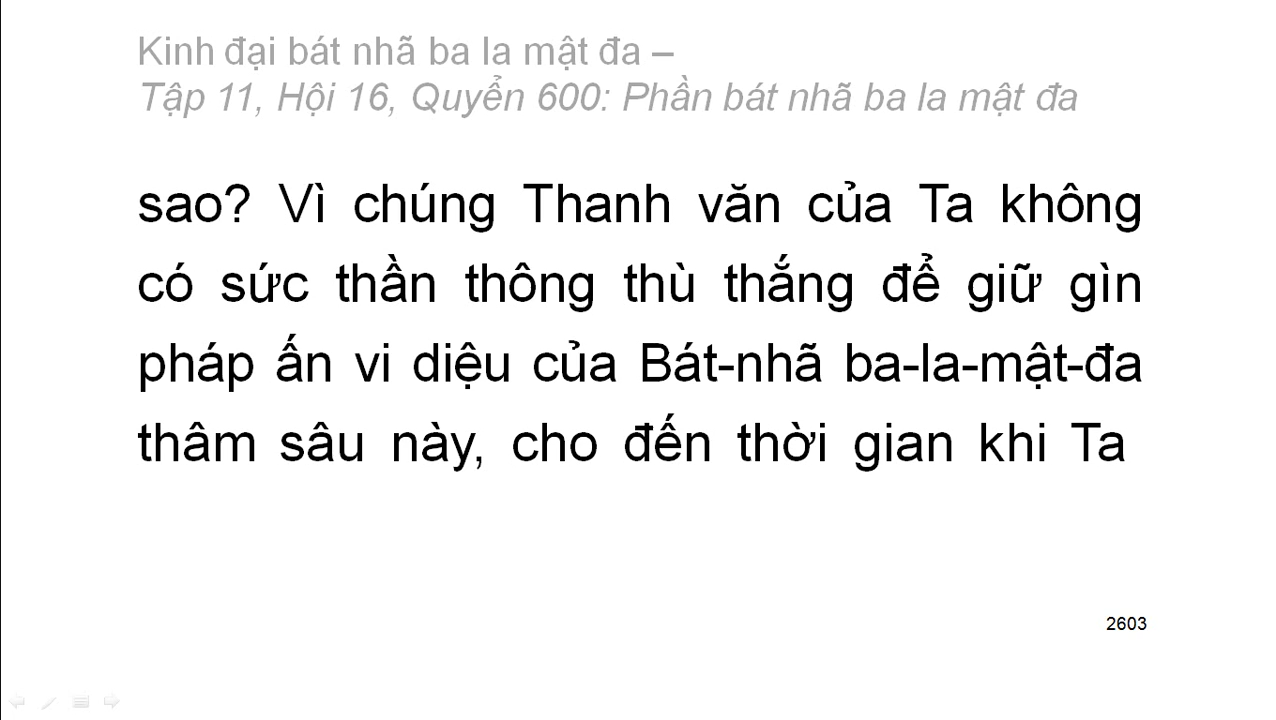 Kinh đại bát nhã ba la mật đa –
Tập 11, Hội 16, Quyển 600: Phần bát nhã ba la mật đa
sao? Vì chúng Thanh văn của Ta không
có sức thần thông thù thắng để giữ gìn
pháp ấn vi diệu của Bát-nhã ba-la-mật-đa
thâm sâu này, cho đến thời gian khi Ta
2603